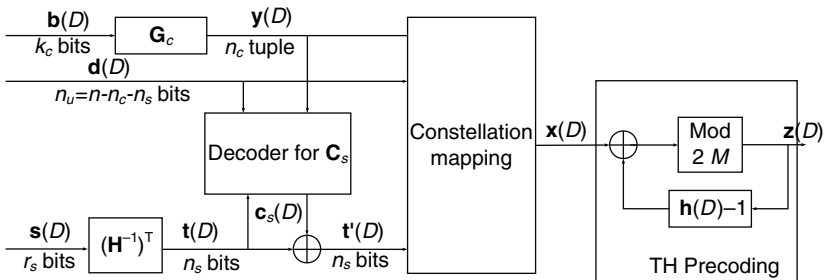 b(D)
k_c bits
G_c
y(D)
n_c tuple
d(D)
n_u=n-n_c-n_s bits
Decoder for C_s
Constellation
mapping
x(D)
Mod
2 M
z(D)
h(D)−1
TH Precoding
c_s(D)
s(D)
r_s bits
(H^{-1})^T
t(D)
n_s bits
t'(D)
n_s bits